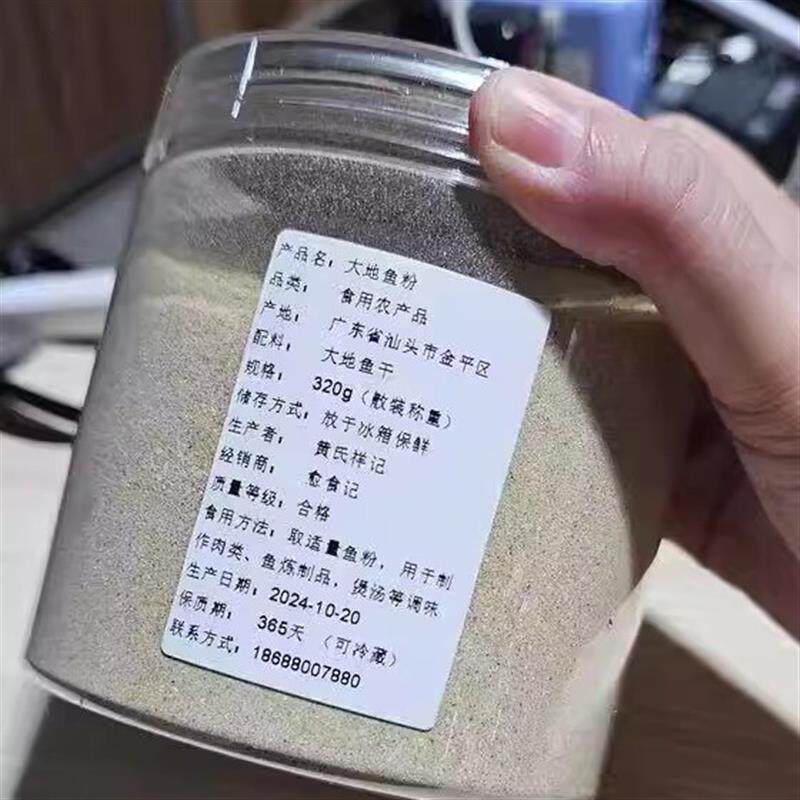 产品名：大地鱼粉
品类：食用农产品
产地：广东省汕头市金平区
配料：大地鱼干
规格：320g（散装称重）
储存方式：放于冰箱保鲜
生产者：黄氏祥记
经销商：愈食记
质量等级：合格
食用方法：取适量鱼粉，用于制
作肉类、鱼炼制品，煲汤等调味
生产日期：2024-10-20
保质期：365天（可冷藏）
联系方式：18688007880